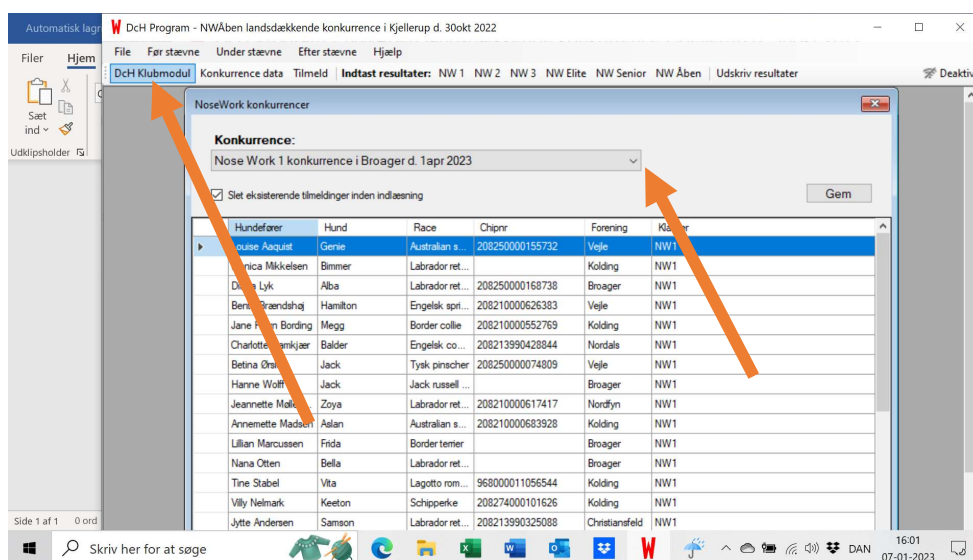 Automatisk lagr
DcH Program - NWÅben landsdækkende konkurrence i Kjellerup d. 30okt 2022
Filer Hjem
File Før stævne Under stævne Efter stævne Hjælp
DcH Klubmodul Konkurrence data Tilmeld Indtast resultater: NW 1 NW 2 NW 3 NW Elite NW Senior NW Åben Udskriv resultater Deaktiv
Sæt
ind
Udklipsholder
NoseWork konkurrencer
Konkurrence:
Nose Work 1 konkurrence i Broager d. 1apr 2023
Slet eksisterende tilmeldinger inden indlæsning Gem
Hundefører Hund Race Chipnr Forening
Aaquist Genie Australian s... 208250000155732 Vejle NW1
Mikkelsen Bimmer Labrador ret... Kolding NW1
Lyk Alba Labrador ret... 208250000168738 Broager NW1
Brændshøj Hamilton Engelsk spri... 208210000626383 Vejle NW1
Jane Bording Megg Border collie 208210000552769 Kolding NW1
Charlotte Balder Engelsk co... 208213990428844 Nordals NW1
Betina Jack Tysk pinscher 208250000074809 Vejle NW1
Hanne Wolff Jack Jack russell ... Broager NW1
Jeannette Zoya Labrador ret... 208210000617417 Nordfyn NW1
Annemette Madsen Aslan Australian s... 208210000683928 Kolding NW1
Lillian Marcussen Frida Border terrier Broager NW1
Nana Otten Bella Labrador ret... Broager NW1
Tine Stabel Vita Lagotto rom... 968000011056544 Kolding NW1
Villy Nelmark Keeton Schipperke 208274000101626 Kolding NW1
Jytte Andersen Samson Labrador ret... 208213990325088 Christiansfeld NW1
Side 1 af 1 0 ord
Skriv her for at søge DAN 16:01
07-01-2023